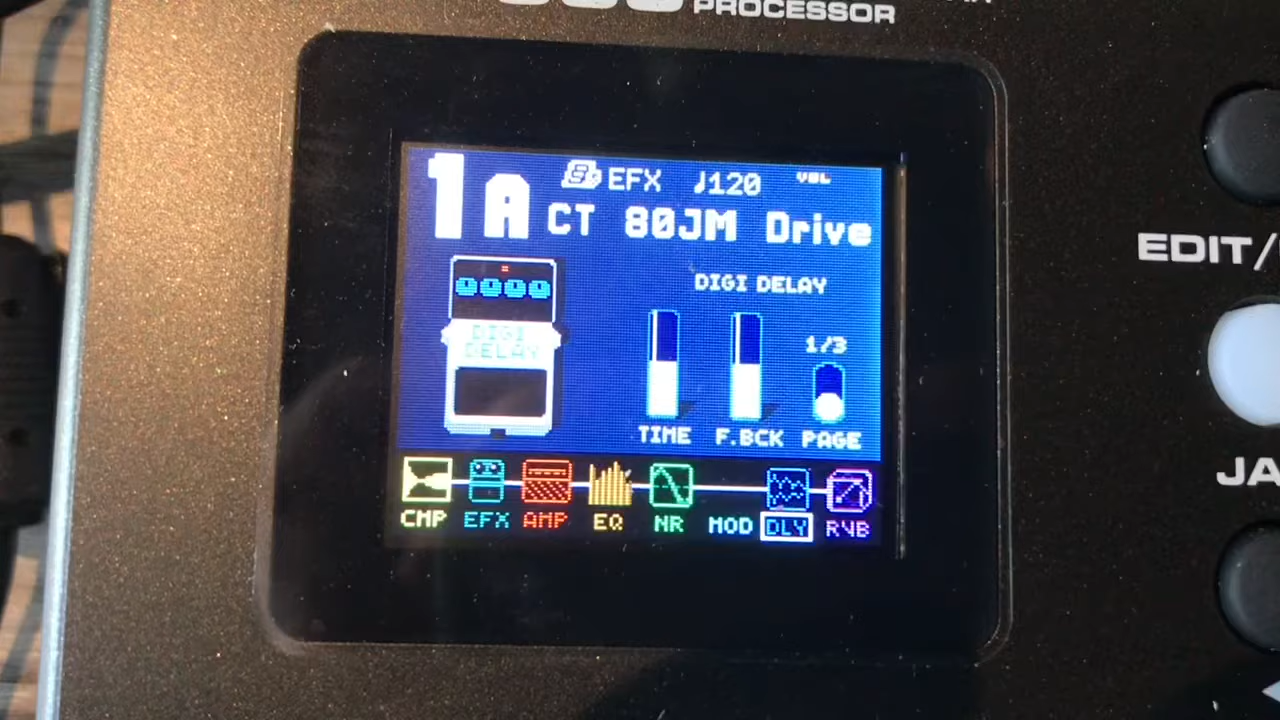 PROCESSOR
1A
EFX ♩120 VOL
CT 80JM Drive
DIGI DELAY
DIGI
DELAY
1/3
TIME F.BCK PAGE
CMP EFX AMP EQ NR MOD DLY RVB
EDIT/
JA